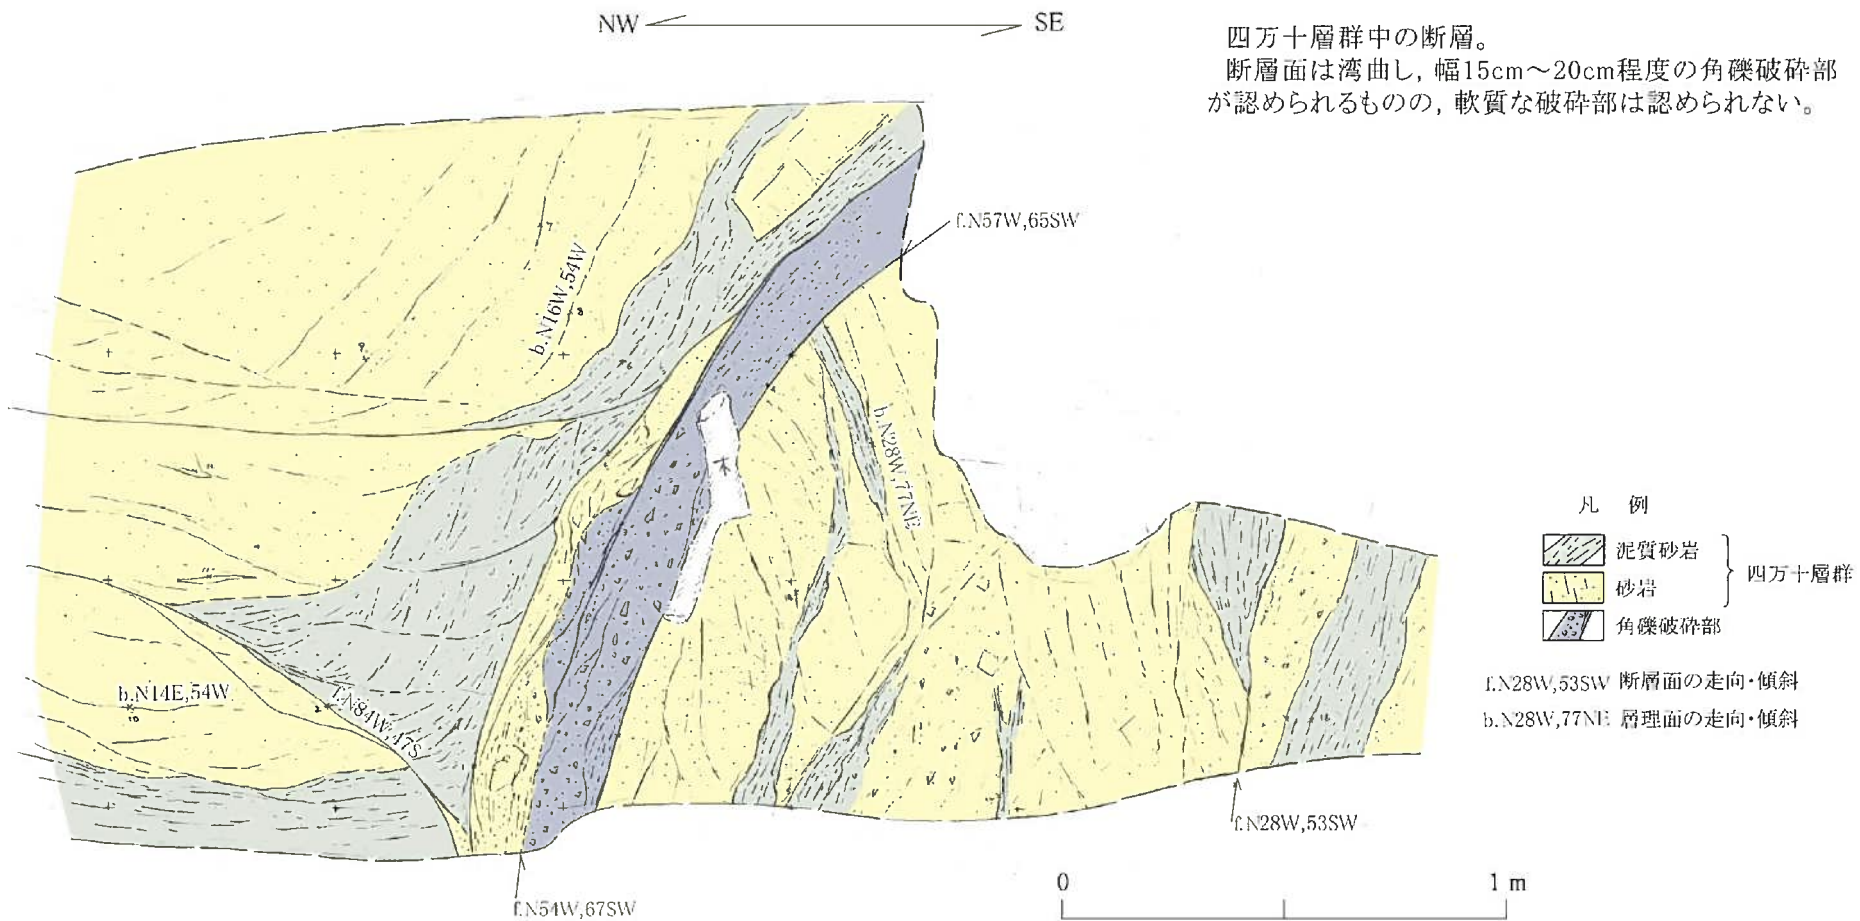 NW SE
四万十層群中の断層。
断層面は湾曲し, 幅15cm~20cm程度の角礫破砕部
が認められるものの, 軟質な破砕部は認められない。
f.N57W,65SW
b.N16W,54W
b.N28W,77NE
木
b.N14E,54W
f.N84W,47S
f.N28W,53SW
f.N54W,67SW
凡 例
泥質砂岩
砂岩
四万十層群
角礫破砕部
f.N28W,53SW 断層面の走向・傾斜
b.N28W,77NE 層理面の走向・傾斜
0 1 m